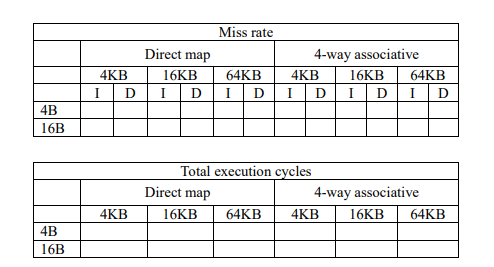 Miss rate
Direct map 4-way associative
4KB 16KB 64KB 4KB 16KB 64KB
I D I D I D I D I D I D
4B
16B
Total execution cycles
Direct map 4-way associative
4KB 16KB 64KB 4KB 16KB 64KB
4B
16B